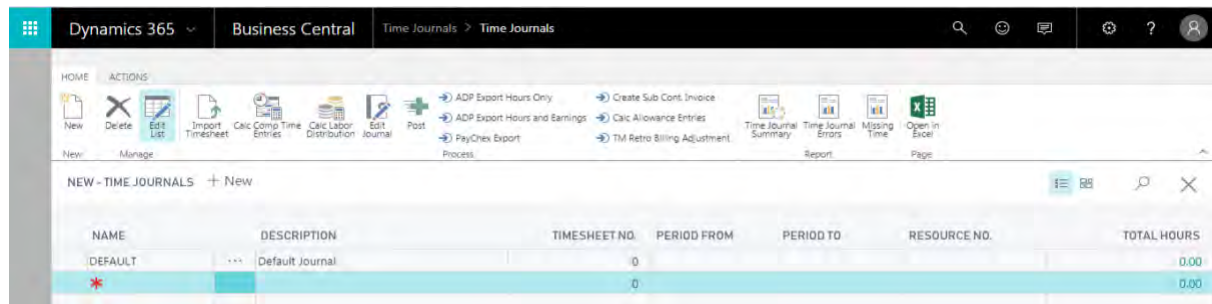 Dynamics 365 Business Central Time Journals > Time Journals ?
HOME ACTIONS
New Delete Edit List Import Timesheet Calc Comp Time Entries Calc Labor Distribution Edit Journal Post
ADP Export Hours Only Create Sub Cont. Invoice
ADP Export Hours and Earnings Calc Allowance Entries
PayChex Export TM Retro Billing Adjustment
Time Journal Summary Time Journal Errors Missing Time Open in Excel
New Manage Process Report Page
NEW - TIME JOURNALS + New
NAME DESCRIPTION TIMESHEET NO. PERIOD FROM PERIOD TO RESOURCE NO. TOTAL HOURS
DEFAULT ··· Default Journal 0 0.00
* 0 0.00